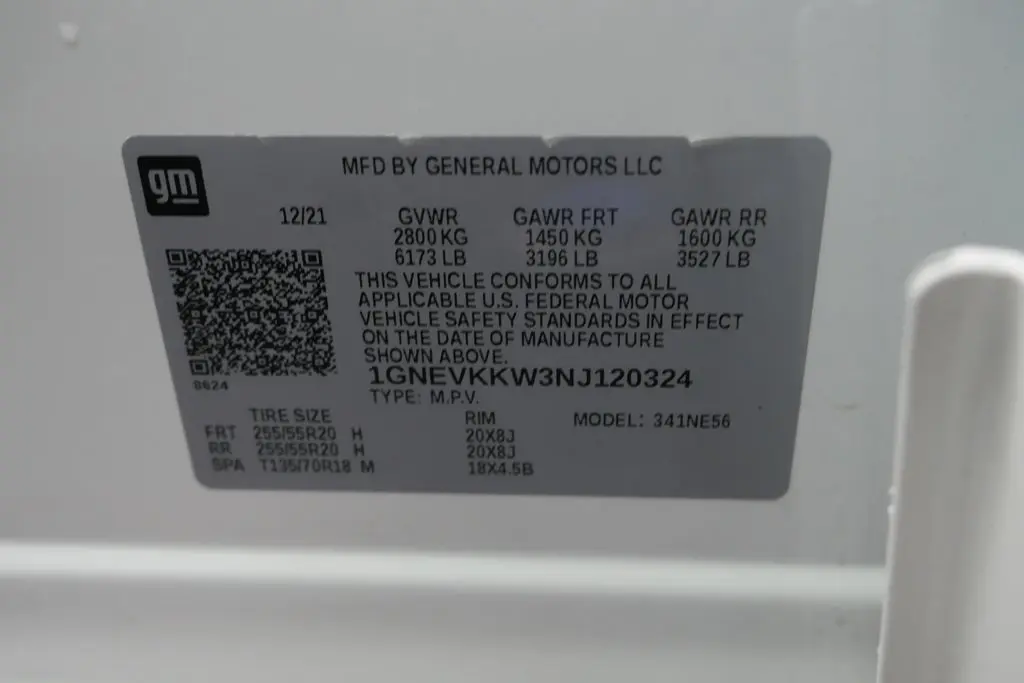 gm
MFD BY GENERAL MOTORS LLC
12/21 GVWR GAWR FRT GAWR RR
2800 KG 1450 KG 1600 KG
6173 LB 3196 LB 3527 LB
THIS VEHICLE CONFORMS TO ALL
APPLICABLE U.S. FEDERAL MOTOR
VEHICLE SAFETY STANDARDS IN EFFECT
ON THE DATE OF MANUFACTURE
SHOWN ABOVE.
8624
1GNEVKKW3NJ120324
TYPE: M.P.V.
TIRE SIZE RIM MODEL: 341NE56
FRT 255/55R20 H 20X8J
RR 255/55R20 H 20X8J
SPA T135/70R18 M 18X4.5B